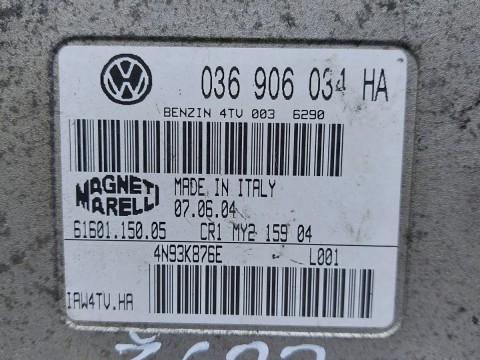 036 906 034 HA
BENZIN 4TV 003 6290
MAGNETI MARELLI
MADE IN ITALY
07.06.04
61601.150.05 CR1 MY2 159 04
4N93K876E L001
IAW4TV.HA